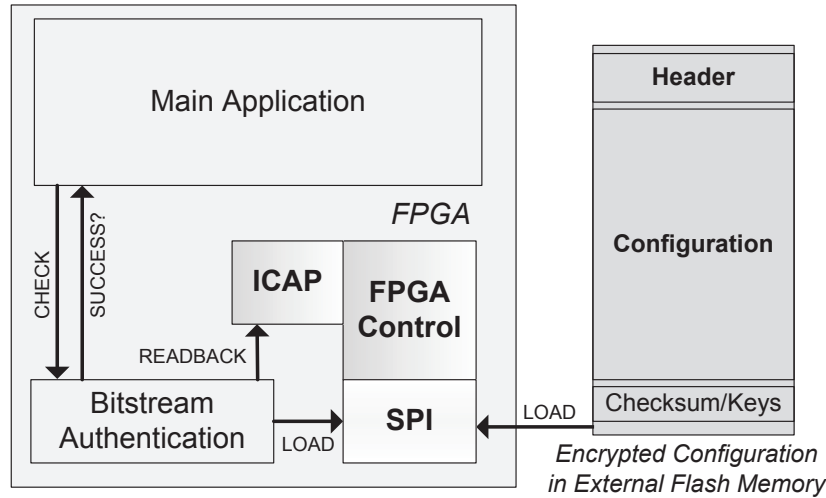 Main Application
FPGA
CHECK
SUCCESS?
ICAP
FPGA
Control
READBACK
Bitstream
Authentication
LOAD
SPI
LOAD
Header
Configuration
Checksum/Keys
Encrypted Configuration
in External Flash Memory